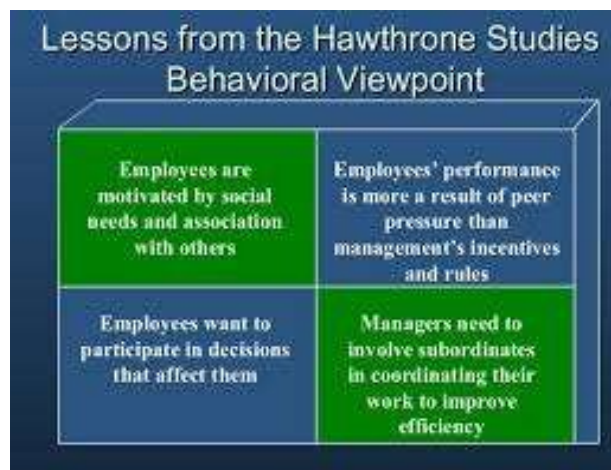 Lessons from the Hawthrone Studies
Behavioral Viewpoint
Employees are
motivated by social
needs and association
with others
Employees' performance
is more a result of peer
pressure than
management's incentives
and rules
Employees want to
participate in decisions
that affect them
Managers need to
involve subordinates
in coordinating their
work to improve
efficiency